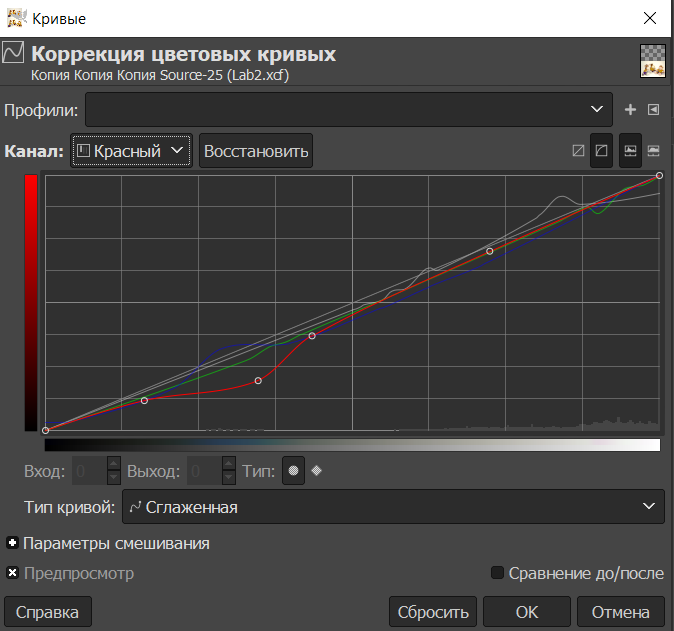 Кривые
Коррекция цветовых кривых
Копия Копия Копия Source-25 (Lab2.xcf)
Профили:
Канал: Красный Восстановить
Вход: 0 Выход: 0 Тип:
Тип кривой: Сглаженная
Параметры смешивания
Предпросмотр Сравнение до/после
Справка Сбросить OK Отмена